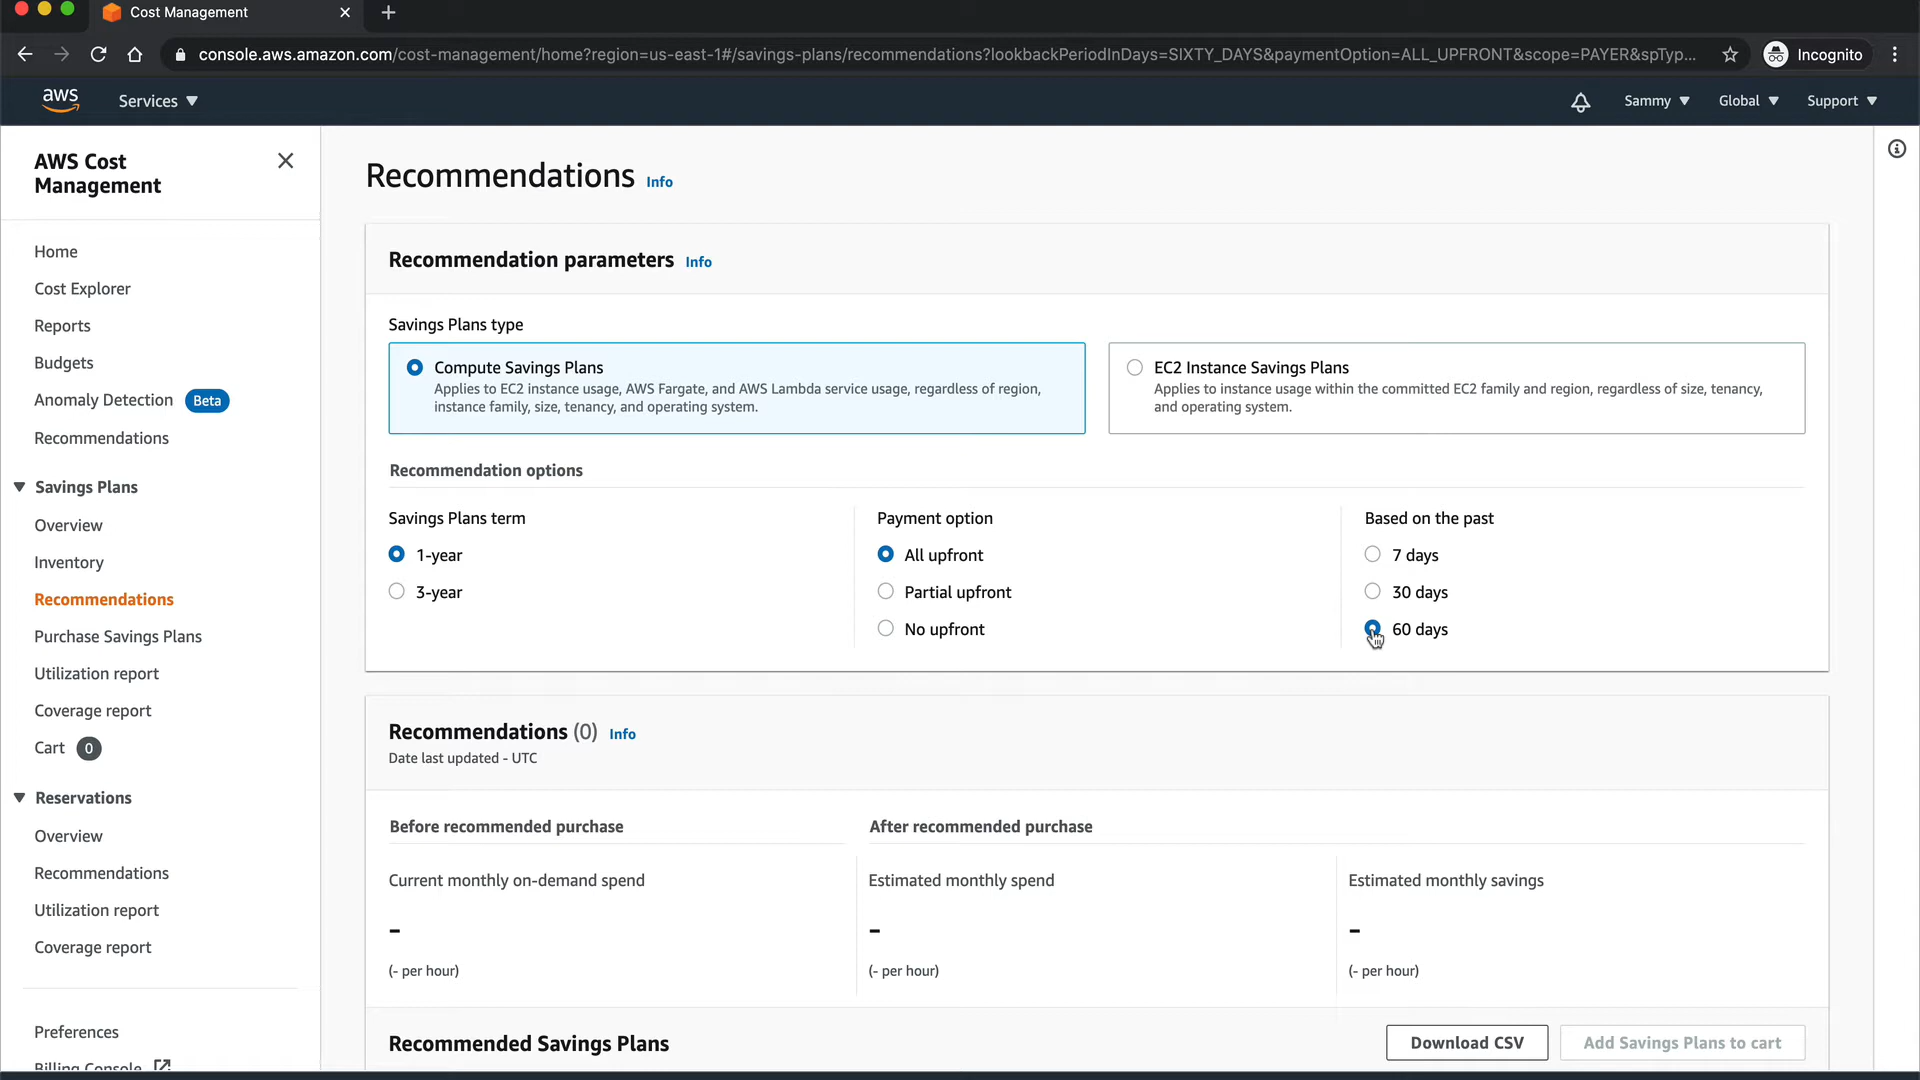 Cost Management
console.aws.amazon.com/cost-management/home?region=us-east-1#/savings-plans/recommendations?lookbackPeriodInDays=SIXTY_DAYS&paymentOption=ALL_UPFRONT&scope=PAYER&spTyp...
Incognito
aws
Services
Sammy
Global
Support
AWS Cost
Management
Home
Cost Explorer
Reports
Budgets
Anomaly Detection Beta
Recommendations
Savings Plans
Overview
Inventory
Recommendations
Purchase Savings Plans
Utilization report
Coverage report
Cart 0
Reservations
Overview
Recommendations
Utilization report
Coverage report
Preferences
Billing Console
Recommendations Info
Recommendation parameters Info
Savings Plans type
Compute Savings Plans
Applies to EC2 instance usage, AWS Fargate, and AWS Lambda service usage, regardless of region,
instance family, size, tenancy, and operating system.
EC2 Instance Savings Plans
Applies to instance usage within the committed EC2 family and region, regardless of size, tenancy,
and operating system.
Recommendation options
Savings Plans term
1-year
3-year
Payment option
All upfront
Partial upfront
No upfront
Based on the past
7 days
30 days
60 days
Recommendations (0) Info
Date last updated - UTC
Before recommended purchase
After recommended purchase
Current monthly on-demand spend
-
(- per hour)
Estimated monthly spend
-
(- per hour)
Estimated monthly savings
-
(- per hour)
Recommended Savings Plans
Download CSV
Add Savings Plans to cart